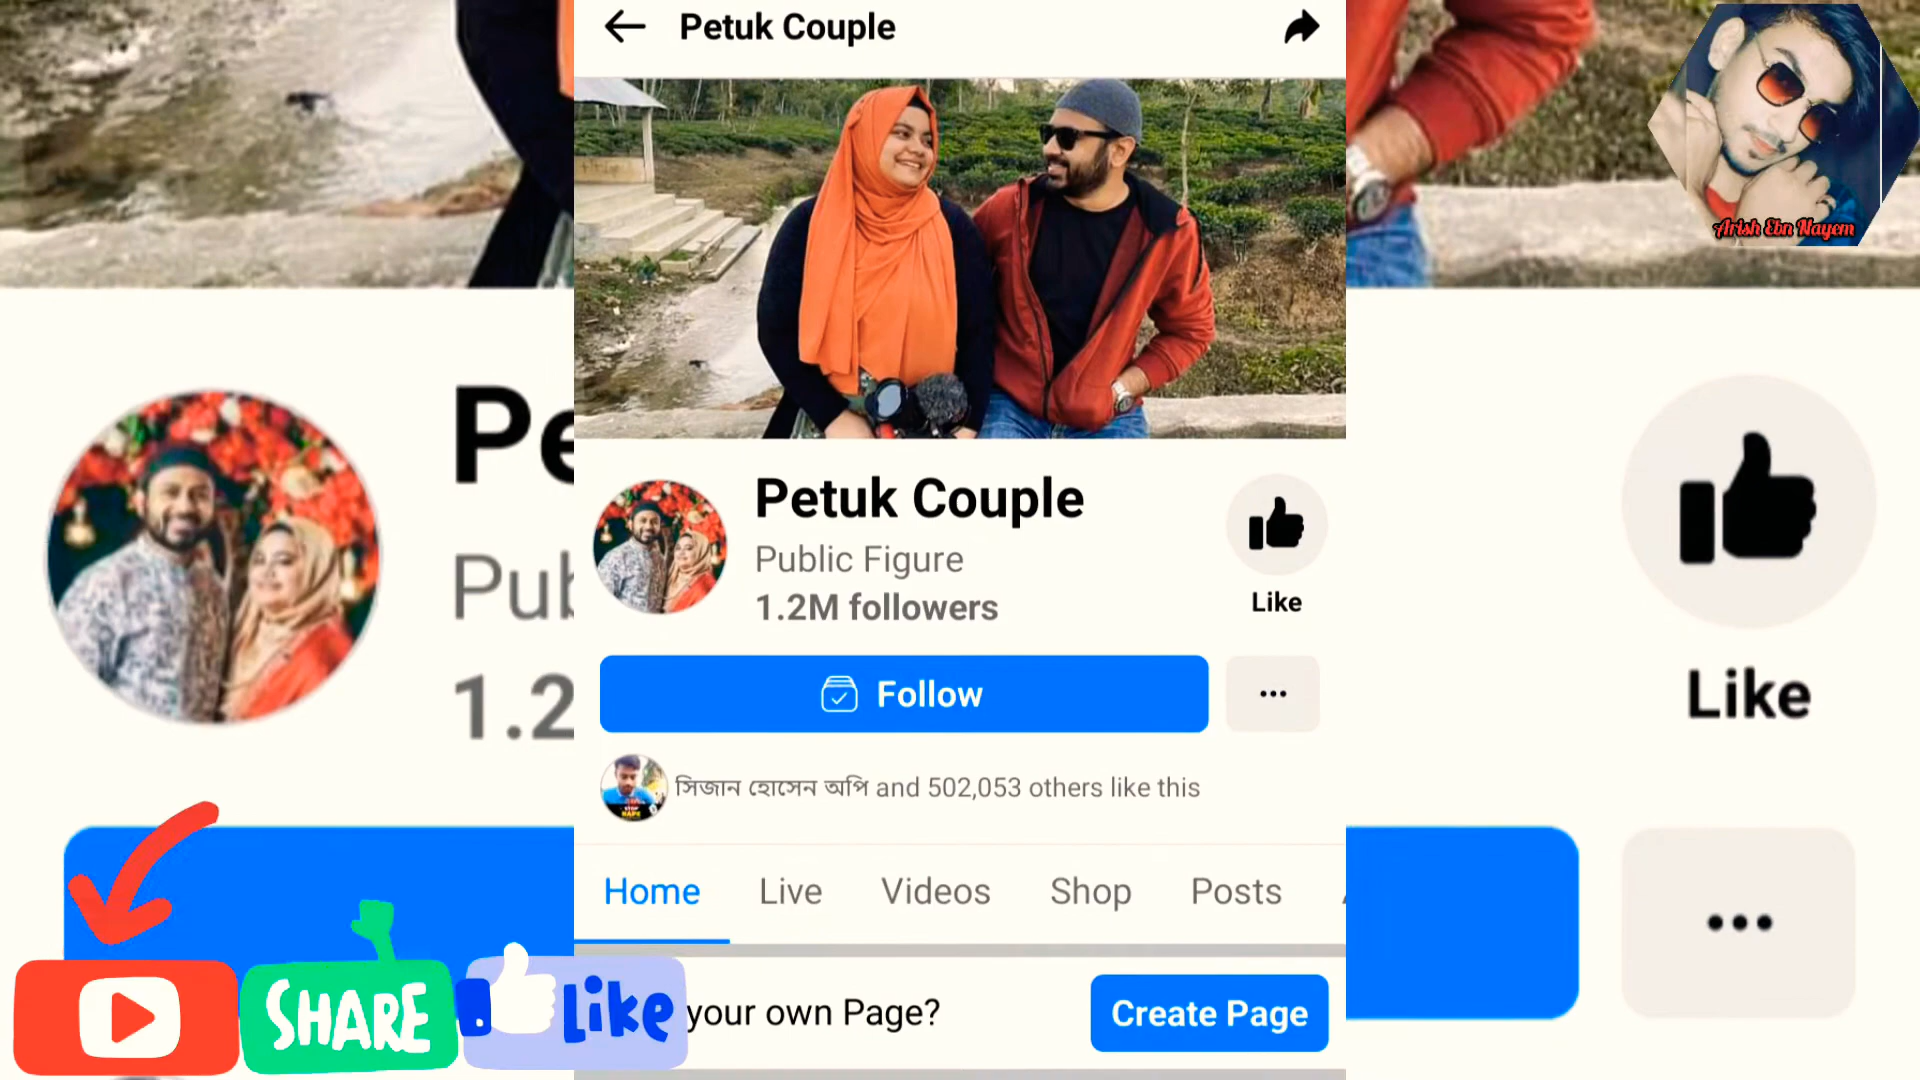 Petuk Couple
Arish Ebn Nayem
Petuk Couple
Public Figure
1.2M followers
Like
Follow
সিজান হোসেন অপি and 502,053 others like this
Home Live Videos Shop Posts
your own Page?
Create Page
Pe
Pub
1.2
Like
SHARE
Like